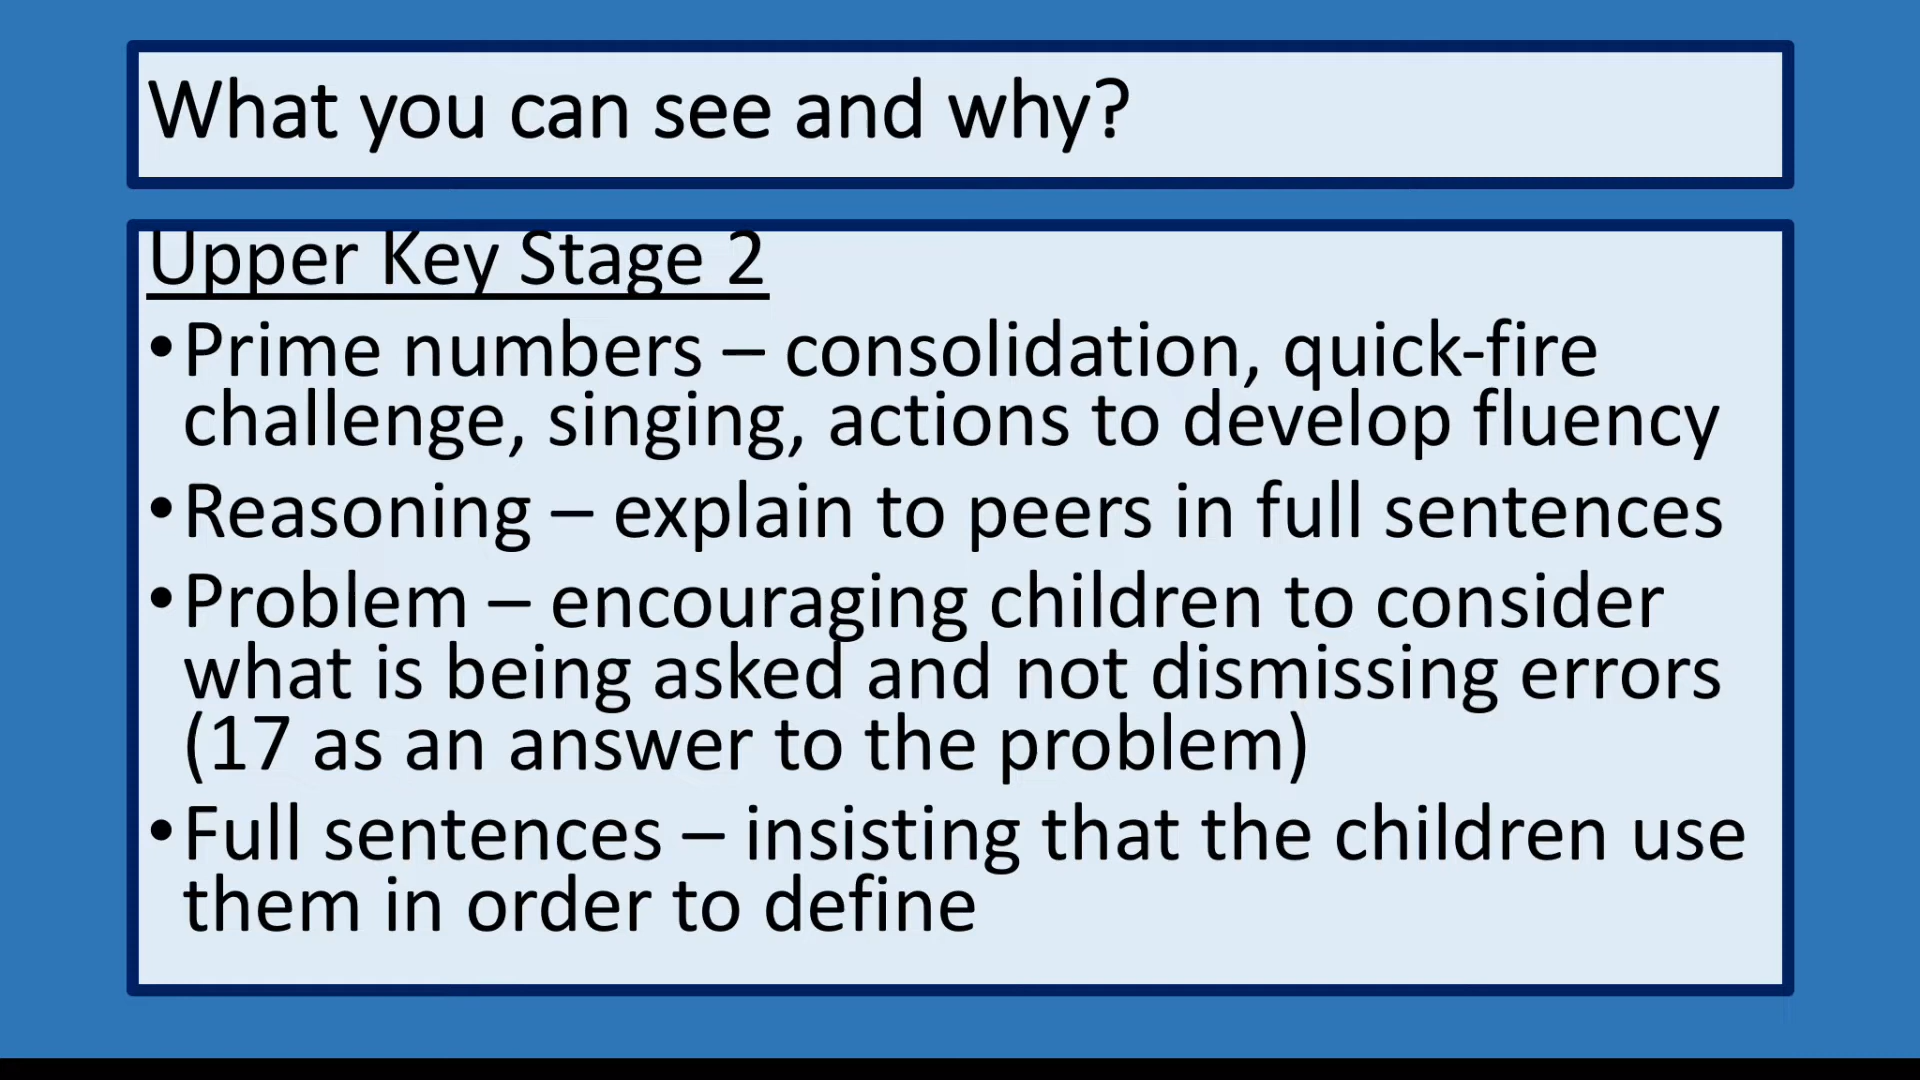 What you can see and why?
Upper Key Stage 2
•Prime numbers – consolidation, quick-fire
challenge, singing, actions to develop fluency
•Reasoning – explain to peers in full sentences
•Problem – encouraging children to consider
what is being asked and not dismissing errors
(17 as an answer to the problem)
•Full sentences – insisting that the children use
them in order to define